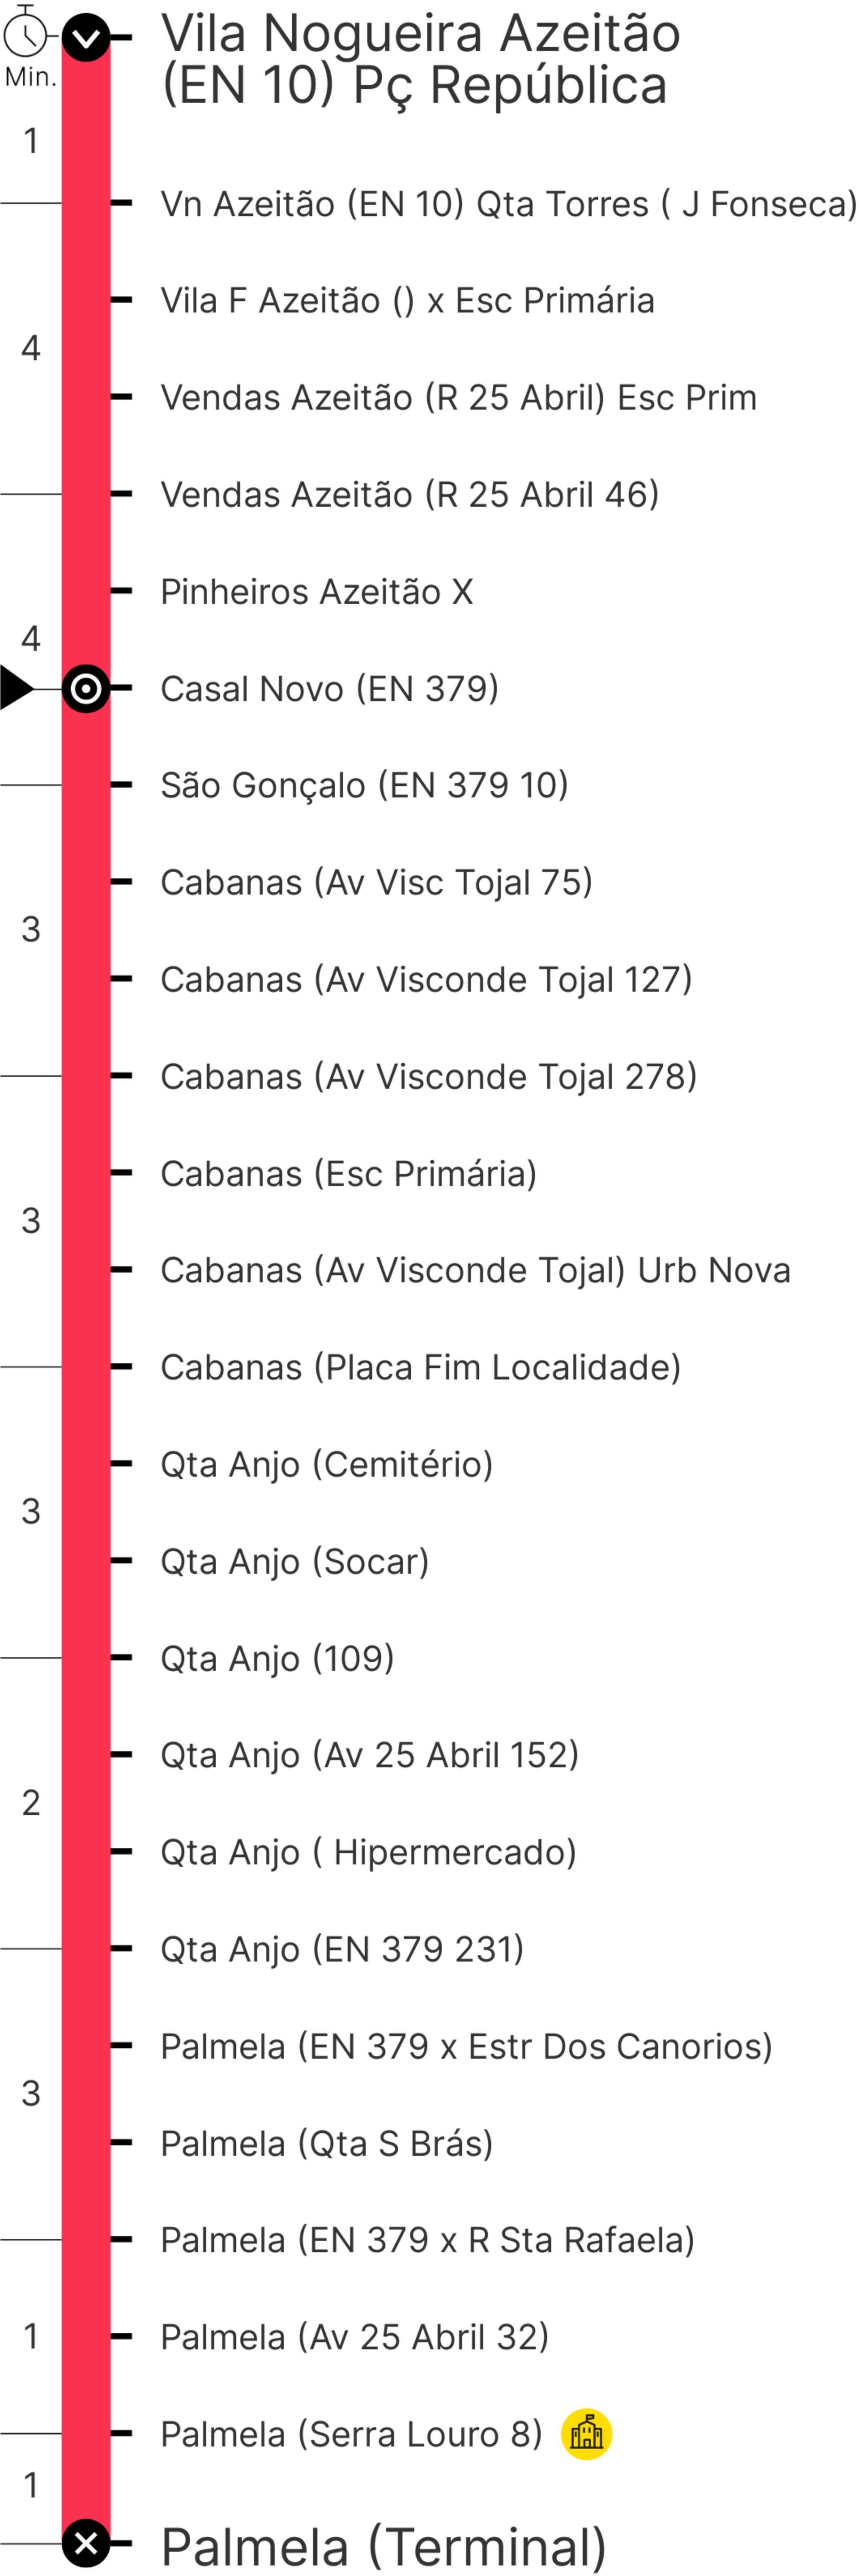 Vila Nogueira Azeitão
(EN 10) Pç República
Min.
1
Vn Azeitão (EN 10) Qta Torres ( J Fonseca)
Vila F Azeitão () x Esc Primária
4
Vendas Azeitão (R 25 Abril) Esc Prim
Vendas Azeitão (R 25 Abril 46)
Pinheiros Azeitão X
4
Casal Novo (EN 379)
São Gonçalo (EN 379 10)
Cabanas (Av Visc Tojal 75)
3
Cabanas (Av Visconde Tojal 127)
Cabanas (Av Visconde Tojal 278)
Cabanas (Esc Primária)
3
Cabanas (Av Visconde Tojal) Urb Nova
Cabanas (Placa Fim Localidade)
Qta Anjo (Cemitério)
3
Qta Anjo (Socar)
Qta Anjo (109)
Qta Anjo (Av 25 Abril 152)
2
Qta Anjo ( Hipermercado)
Qta Anjo (EN 379 231)
Palmela (EN 379 x Estr Dos Canorios)
3
Palmela (Qta S Brás)
Palmela (EN 379 x R Sta Rafaela)
1
Palmela (Av 25 Abril 32)
Palmela (Serra Louro 8)
1
Palmela (Terminal)